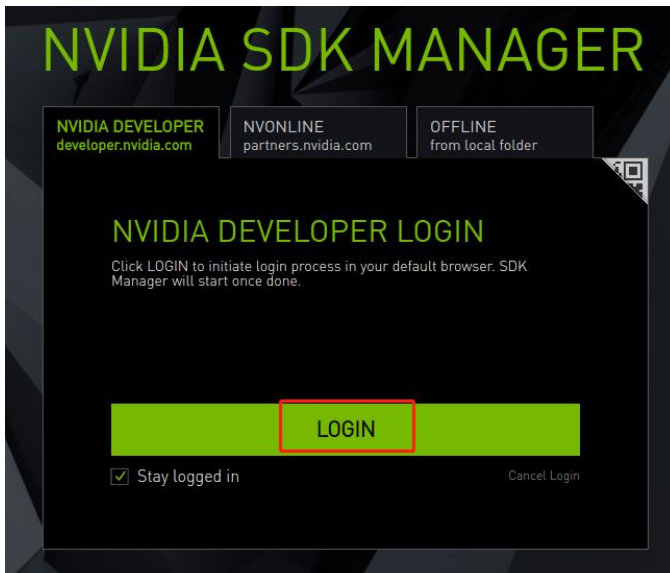 NVIDIA SDK MANAGER
NVIDIA DEVELOPER
developer.nvidia.com
NVONLINE
partners.nvidia.com
OFFLINE
from local folder
NVIDIA DEVELOPER LOGIN
Click LOGIN to initiate login process in your default browser. SDK
Manager will start once done.
LOGIN
Stay logged in
Cancel Login